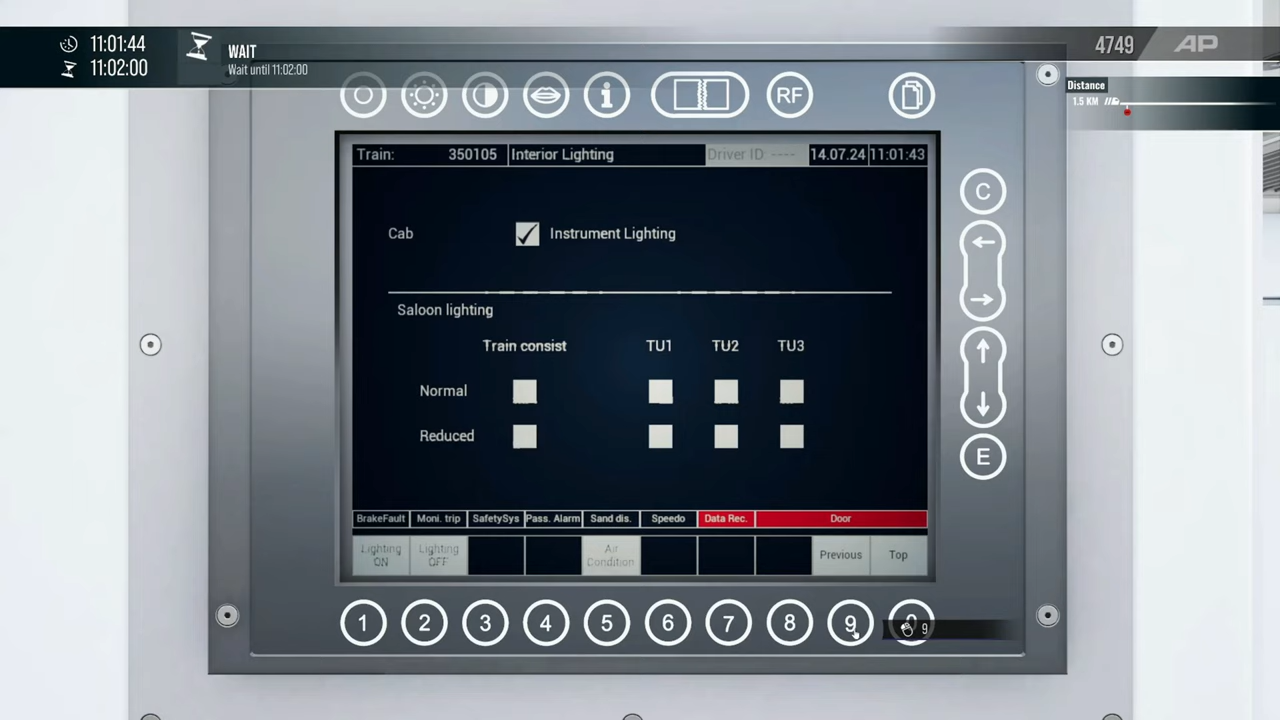 11:01:44
11:02:00
WAIT
Wait until 11:02:00
4749 AP
Distance
1.5 KM
i RF
Train: 350105 Interior Lighting Driver ID: ---- 14.07.24 11:01:43
C
Cab Instrument Lighting
Saloon lighting
Train consist TU1 TU2 TU3
Normal
Reduced
E
BrakeFault Moni. trip SafetySys Pass. Alarm Sand dis. Speedo Data Rec. Door
Lighting ON Lighting OFF Air Condition Previous Top
1 2 3 4 5 6 7 8 9 0
9